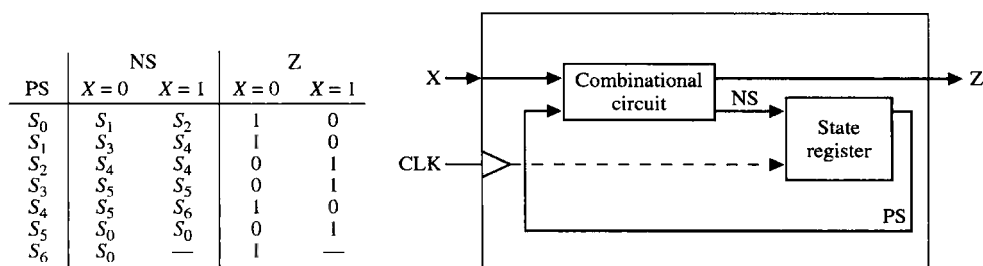 NS Z
PS X = 0 X = 1 X = 0 X = 1
S0 S1 S2 1 0
S1 S3 S4 1 0
S2 S4 S4 0 1
S3 S5 S5 0 1
S4 S5 S6 1 0
S5 S0 S0 0 1
S6 S0 — 1 —
X
Combinational
circuit
Z
NS
State
register
CLK
PS